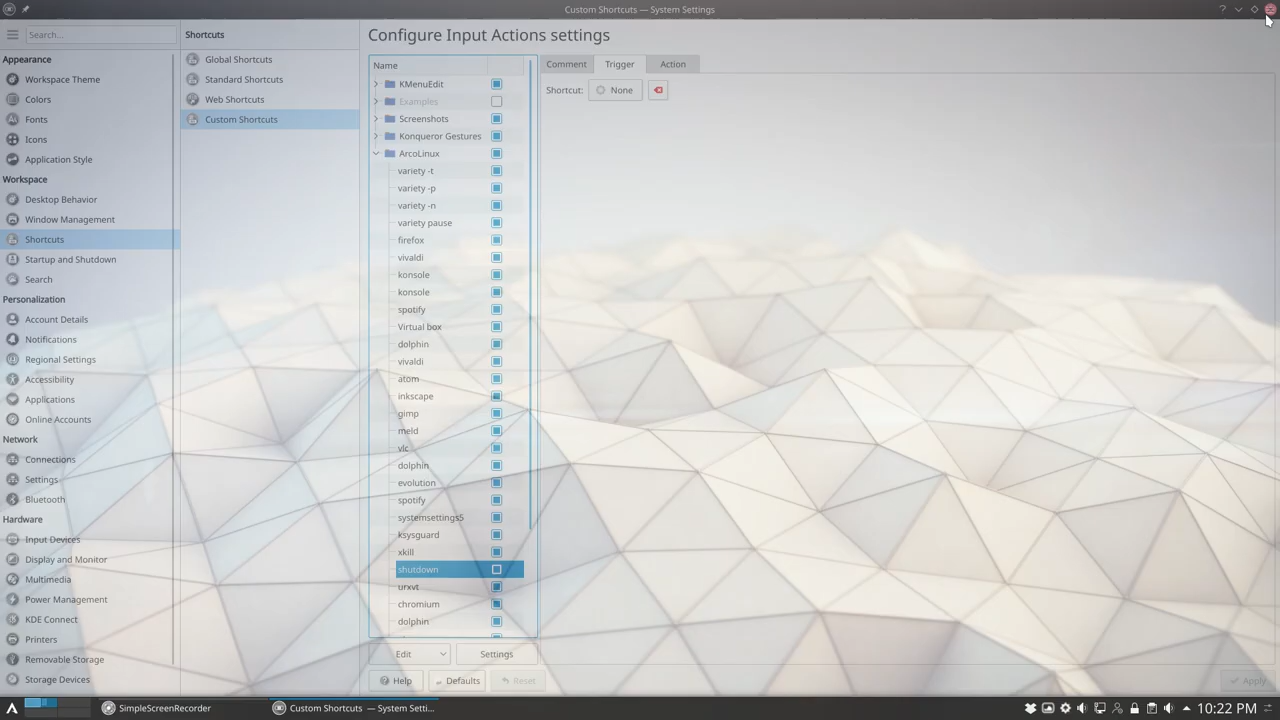 Custom Shortcuts — System Settings
Search...
Shortcuts
Configure Input Actions settings
Appearance
Workspace Theme
Colors
Fonts
Icons
Application Style
Workspace
Desktop Behavior
Window Management
Shortcuts
Startup and Shutdown
Search
Personalization
Account Details
Notifications
Regional Settings
Accessibility
Applications
Online Accounts
Network
Connections
Settings
Bluetooth
Hardware
Input Devices
Display and Monitor
Multimedia
Power Management
KDE Connect
Printers
Removable Storage
Storage Devices
Global Shortcuts
Standard Shortcuts
Web Shortcuts
Custom Shortcuts
Name
KMenuEdit
Examples
Screenshots
Konqueror Gestures
ArcoLinux
variety -t
variety -p
variety -n
variety pause
firefox
vivaldi
konsole
konsole
spotify
Virtual box
dolphin
vivaldi
atom
inkscape
gimp
meld
vlc
dolphin
evolution
spotify
systemsettings5
ksysguard
xkill
shutdown
urxvt
chromium
dolphin
Edit
Settings
Help
Defaults
Reset
Comment
Trigger
Action
Shortcut:
None
Apply
SimpleScreenRecorder
Custom Shortcuts — System Setti...
10:22 PM